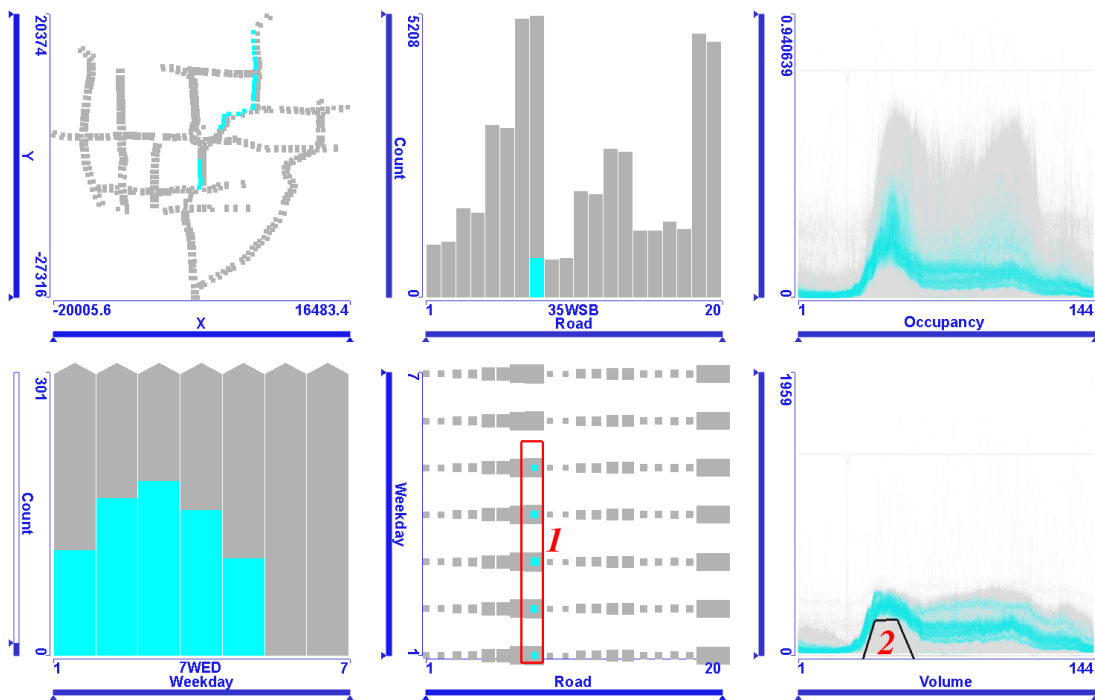 20374
Y
-27316
-20005.6
16483.4
X
5208
Count
0
1
35WSB
20
Road
0.940639
0
1
144
Occupancy
301
Count
0
1
7WED
7
Weekday
7
Weekday
1
1
1
20
Road
1959
0
2
1
144
Volume